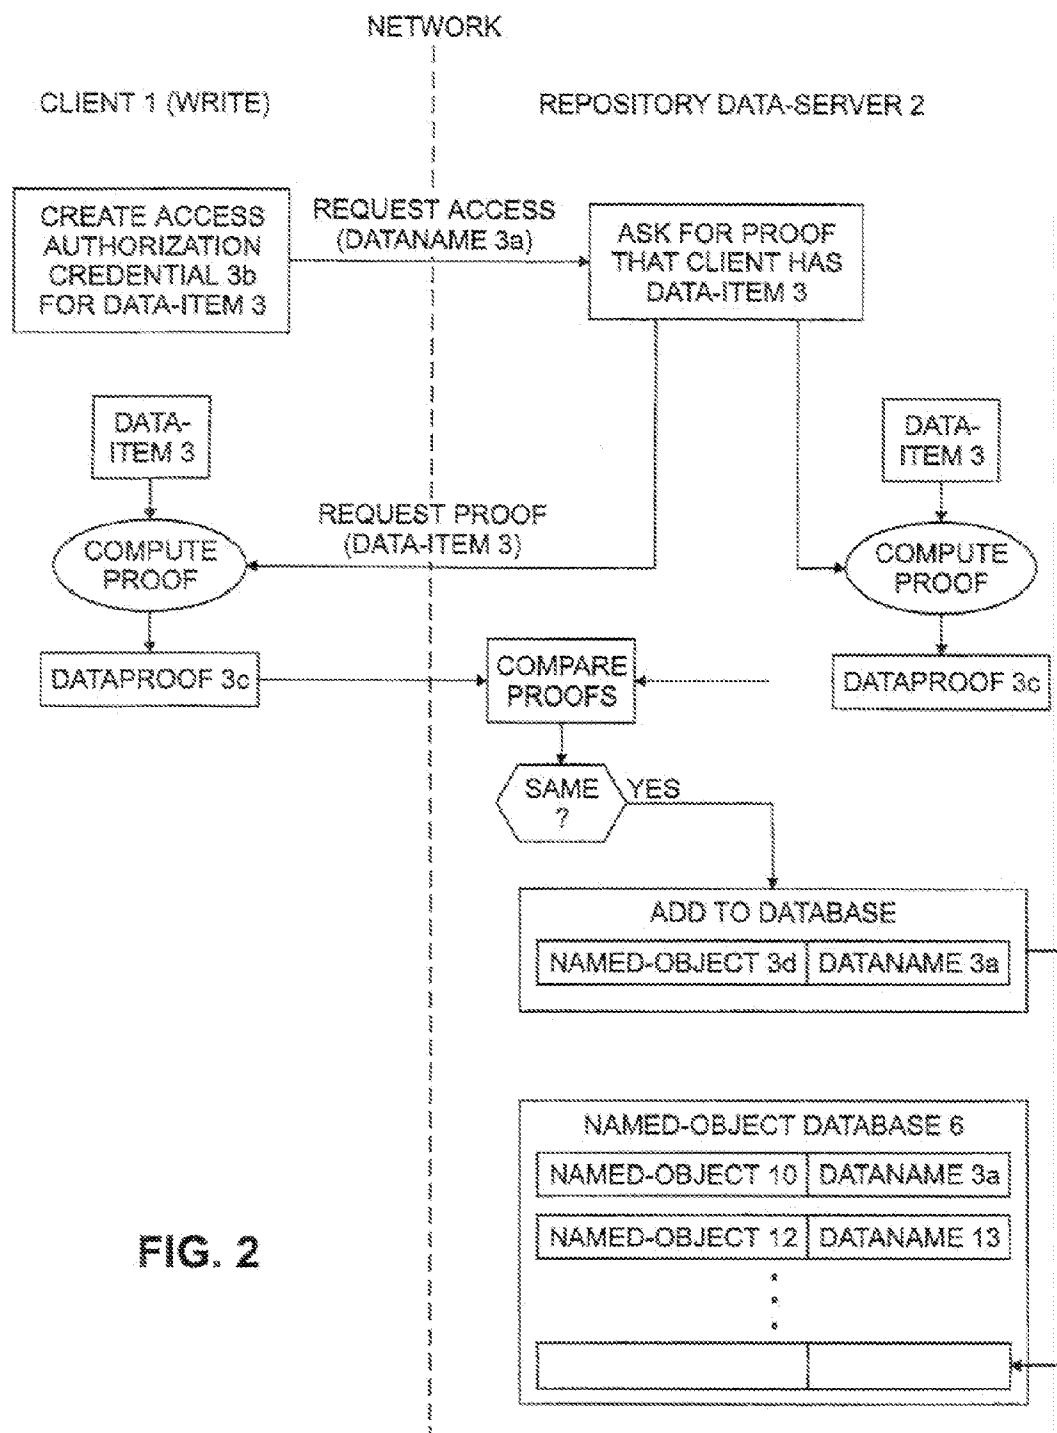 NETWORK
CLIENT 1 (WRITE)
REPOSITORY DATA-SERVER 2
CREATE ACCESS
AUTHORIZATION
CREDENTIAL 3b
FOR DATA-ITEM 3
REQUEST ACCESS
(DATANAME 3a)
ASK FOR PROOF
THAT CLIENT HAS
DATA-ITEM 3
DATA-
ITEM 3
DATA-
ITEM 3
REQUEST PROOF
(DATA-ITEM 3)
COMPUTE
PROOF
COMPUTE
PROOF
DATAPROOF 3c
COMPARE
PROOFS
DATAPROOF 3c
SAME
?
YES
ADD TO DATABASE
NAMED-OBJECT 3d DATANAME 3a
NAMED-OBJECT DATABASE 6
NAMED-OBJECT 10 DATANAME 3a
NAMED-OBJECT 12 DATANAME 13
FIG. 2